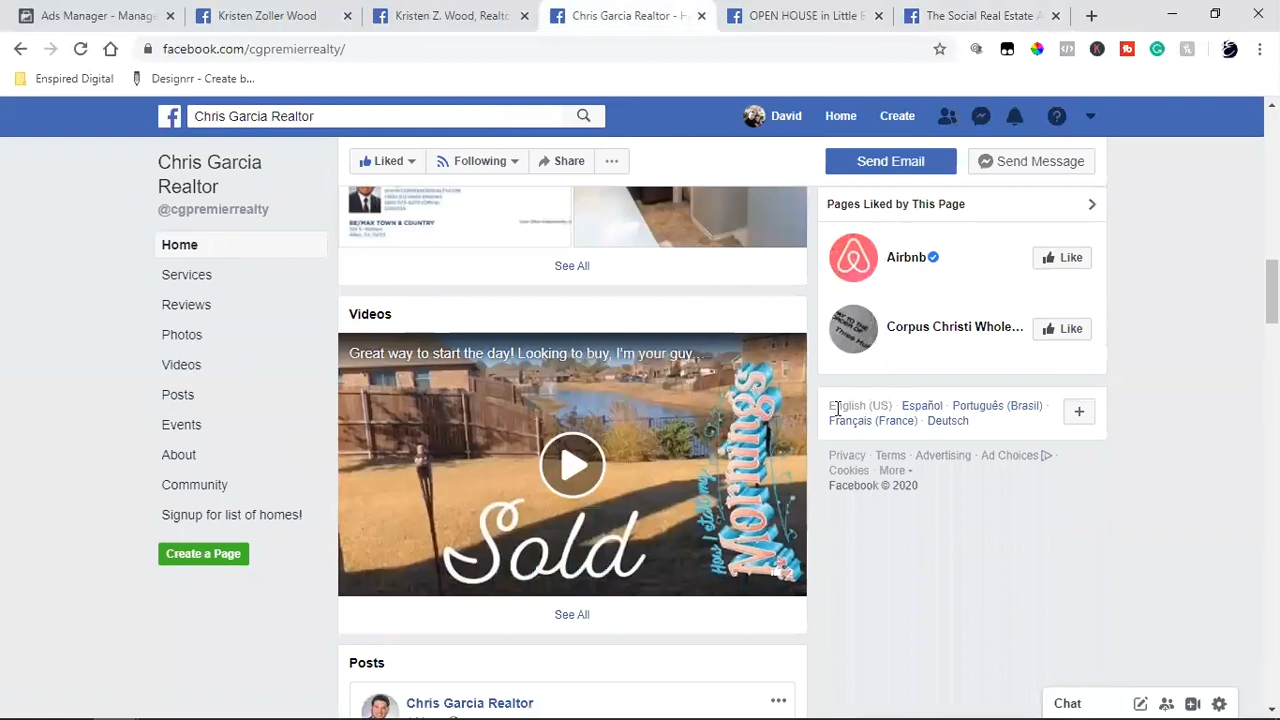 Ads Manager - Manage
Kristen Zoller Wood
Kristen Z. Wood, Realto
Chris Garcia Realtor - H
OPEN HOUSE in Little E
The Social Real Estate A
facebook.com/cgpremierrealty/
Enspired Digital
Designrr - Create b...
Chris Garcia Realtor
David
Home
Create
Chris Garcia
Realtor
@cgpremierrealty
Home
Services
Reviews
Photos
Videos
Posts
Events
About
Community
Signup for list of homes!
Create a Page
Liked
Following
Share
Send Email
Send Message
RE/MAX TOWN & COUNTRY
See All
Videos
Great way to start the day! Looking to buy, I'm your guy...
Sold
How I start my
Mornings
See All
Posts
Chris Garcia Realtor
Pages Liked by This Page
Airbnb
Like
Corpus Christi Whole...
Like
English (US) · Español · Português (Brasil) ·
Français (France) · Deutsch
Privacy · Terms · Advertising · Ad Choices ·
Cookies · More
Facebook © 2020
Chat